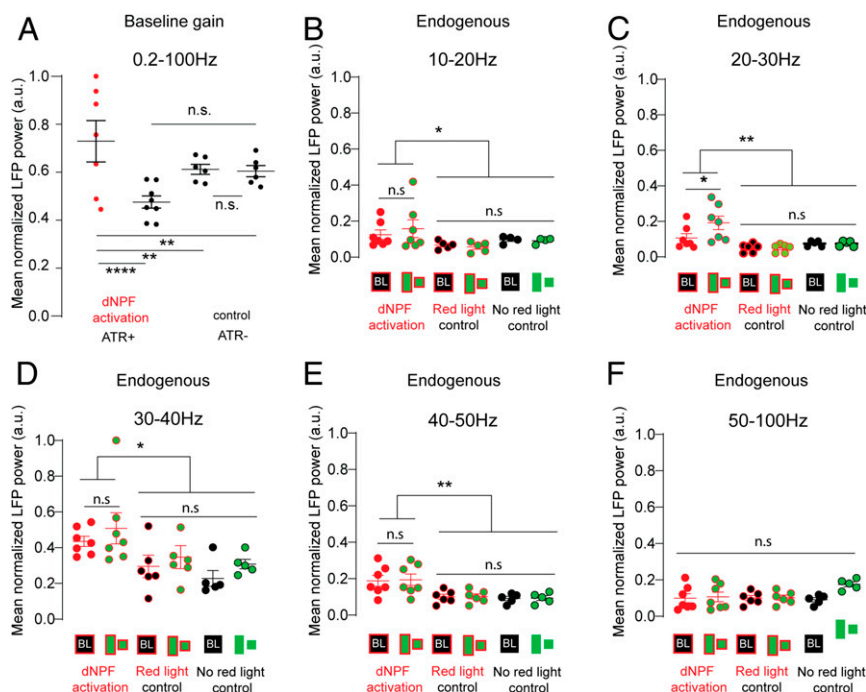 A
Baseline gain
0.2-100Hz
Mean normalized LFP power (a.u.)
1.0
0.8
0.6
0.4
0.2
0.0
n.s.
n.s.
**
**
****
dNPF
activation
ATR+
control
ATR-
B
Endogenous
10-20Hz
Mean normalized LFP power (a.u.)
1.0
0.8
0.6
0.4
0.2
0.0
*
n.s
n.s
BL
BL
BL
dNPF
activation
Red light
control
No red light
control
C
Endogenous
20-30Hz
Mean normalized LFP power (a.u.)
1.0
0.8
0.6
0.4
0.2
0.0
**
*
n.s
BL
BL
BL
dNPF
activation
Red light
control
No red light
control
D
Endogenous
30-40Hz
Mean normalized LFP power (a.u.)
1.0
0.8
0.6
0.4
0.2
0.0
*
n.s
n.s
BL
BL
BL
dNPF
activation
Red light
control
No red light
control
E
Endogenous
40-50Hz
Mean normalized LFP power (a.u.)
1.0
0.8
0.6
0.4
0.2
0.0
**
n.s
n.s
BL
BL
BL
dNPF
activation
Red light
control
No red light
control
F
Endogenous
50-100Hz
Mean normalized LFP power (a.u.)
1.0
0.8
0.6
0.4
0.2
0.0
n.s
BL
BL
BL
dNPF
activation
Red light
control
No red light
control